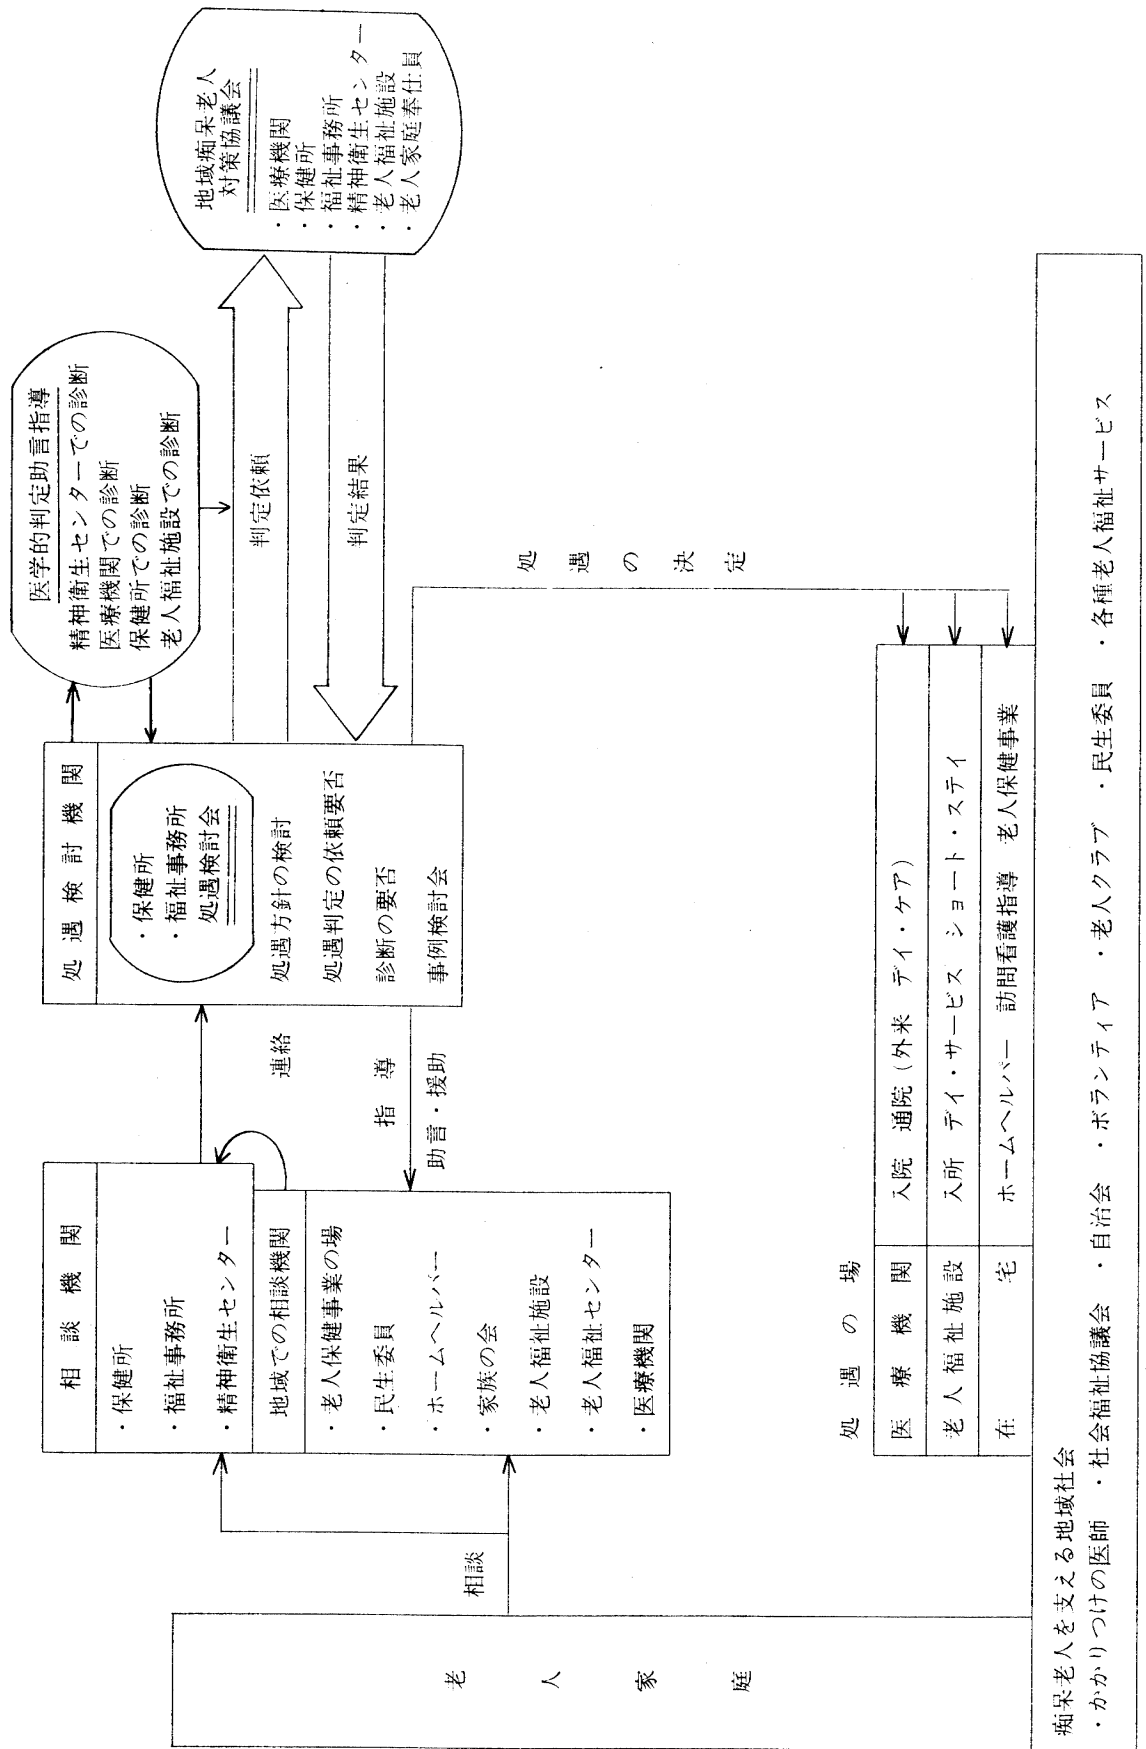 老人家庭
相談
相談機関
・保健所
・福祉事務所
・精神衛生センター
地域での相談機関
・老人保健事業の場
・民生委員
・ホームヘルパー
・家族の会
・老人福祉施設
・老人福祉センター
・医療機関
連絡
指導
助言・援助
処遇検討機関
・保健所
・福祉事務所
処遇検討会
処遇方針の検討
処遇判定の依頼要否
診断の要否
事例検討会
医学的判定助言指導
精神衛生センターでの診断
医療機関での診断
保健所での診断
老人福祉施設での診断
判定依頼
判定結果
地域痴呆老人
対策協議会
・医療機関
・保健所
・福祉事務所
・精神衛生センター
・老人福祉施設
・老人家庭奉仕員
処遇の決定
処遇の場
医療機関 入院 通院(外来 デイ・ケア)
老人福祉施設 入所 デイ・サービス ショート・ステイ
在宅 ホームヘルパー 訪問看護指導 老人保健事業
痴呆老人を支える地域社会
・かかりつけの医師 ・社会福祉協議会 ・自治会 ・ボランティア ・老人クラブ ・民生委員 ・各種老人福祉サービス